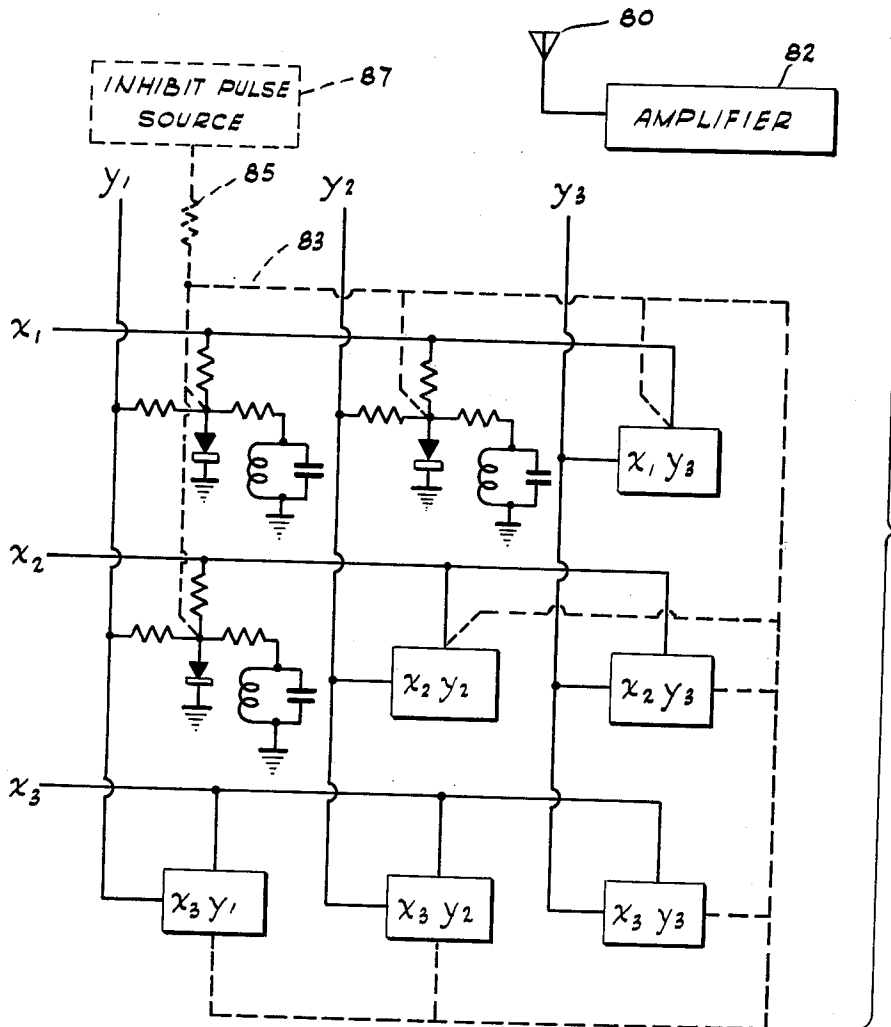 80
87
82
INHIBIT PULSE
SOURCE
AMPLIFIER
85
y1
y2
y3
83
x1
x1 y3
x2
x2 y2
x2 y3
x3
x3 y1
x3 y2
x3 y3